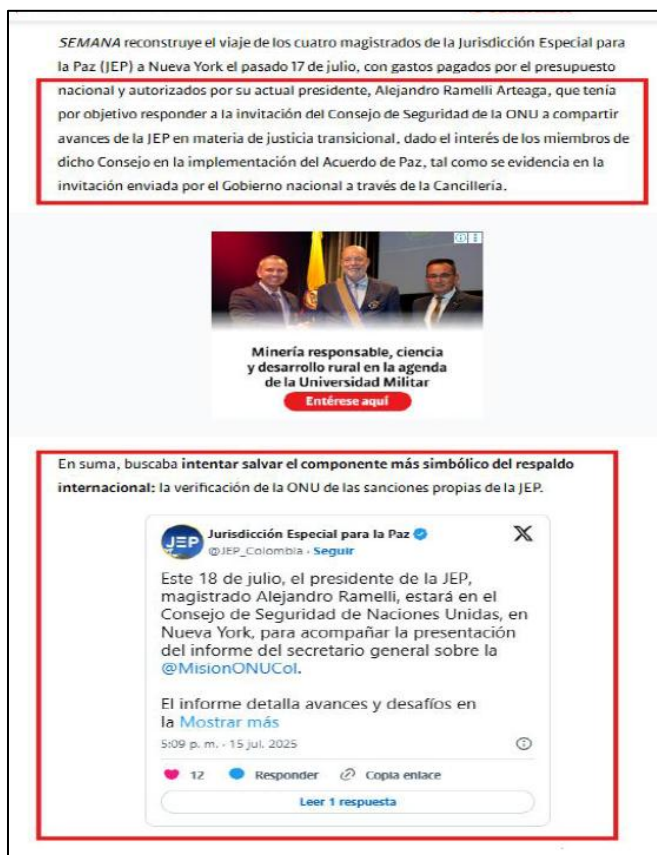 SEMANA reconstruye el viaje de los cuatro magistrados de la Jurisdicción Especial para
la Paz (JEP) a Nueva York el pasado 17 de julio, con gastos pagados por el presupuesto
nacional y autorizados por su actual presidente, Alejandro Ramelli Arteaga, que tenía
por objetivo responder a la invitación del Consejo de Seguridad de la ONU a compartir
avances de la JEP en materia de justicia transicional, dado el interés de los miembros de
dicho Consejo en la implementación del Acuerdo de Paz, tal como se evidencia en la
invitación enviada por el Gobierno nacional a través de la Cancillería.
Minería responsable, ciencia
y desarrollo rural en la agenda
de la Universidad Militar
Entérese aquí
En suma, buscaba intentar salvar el componente más simbólico del respaldo
internacional: la verificación de la ONU de las sanciones propias de la JEP.
JEP
Jurisdicción Especial para la Paz
@JEP_Colombia · Seguir
Este 18 de julio, el presidente de la JEP,
magistrado Alejandro Ramelli, estará en el
Consejo de Seguridad de Naciones Unidas, en
Nueva York, para acompañar la presentación
del informe del secretario general sobre la
@MisionONUCol.
El informe detalla avances y desafíos en
la Mostrar más
5:09 p. m. · 15 jul. 2025
12 Responder Copia enlace
Leer 1 respuesta